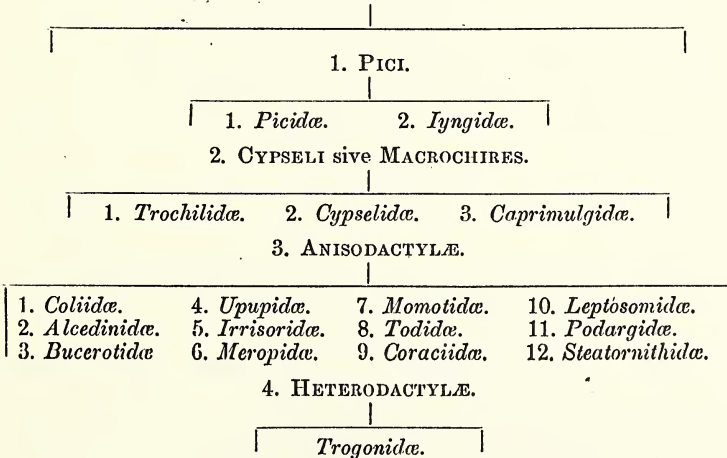 1. PICI.
1. Picidæ. 2. Iyngidæ.
2. CYPSELI sive MACROCHIRES.
1. Trochilidæ. 2. Cypselidæ. 3. Caprimulgidæ.
3. ANISODACTYLÆ.
1. Coliidæ. 4. Upupidæ. 7. Momotidæ. 10. Leptosomidæ.
2. Alcedinidæ. 5. Irrisoridæ. 8. Todidæ. 11. Podargidæ.
3. Bucerotidæ 6. Meropidæ. 9. Coraciidæ. 12. Steatornithidæ.
4. HETERODACTYLÆ.
Trogonidæ.